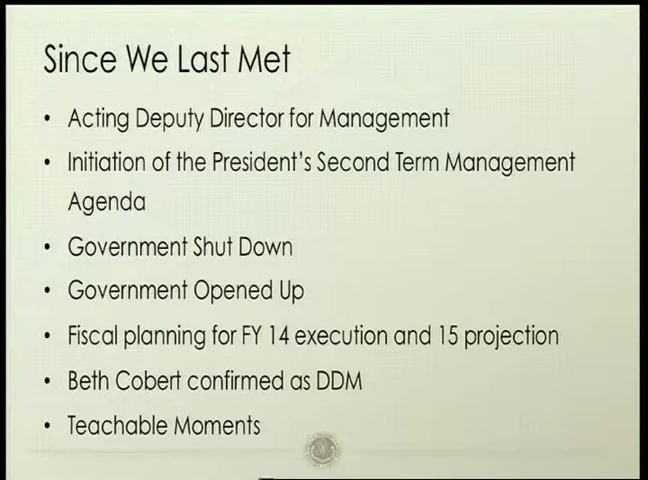 Since We Last Met
• Acting Deputy Director for Management
• Initiation of the President's Second Term Management
Agenda
• Government Shut Down
• Government Opened Up
• Fiscal planning for FY 14 execution and 15 projection
• Beth Cobert confirmed as DDM
• Teachable Moments